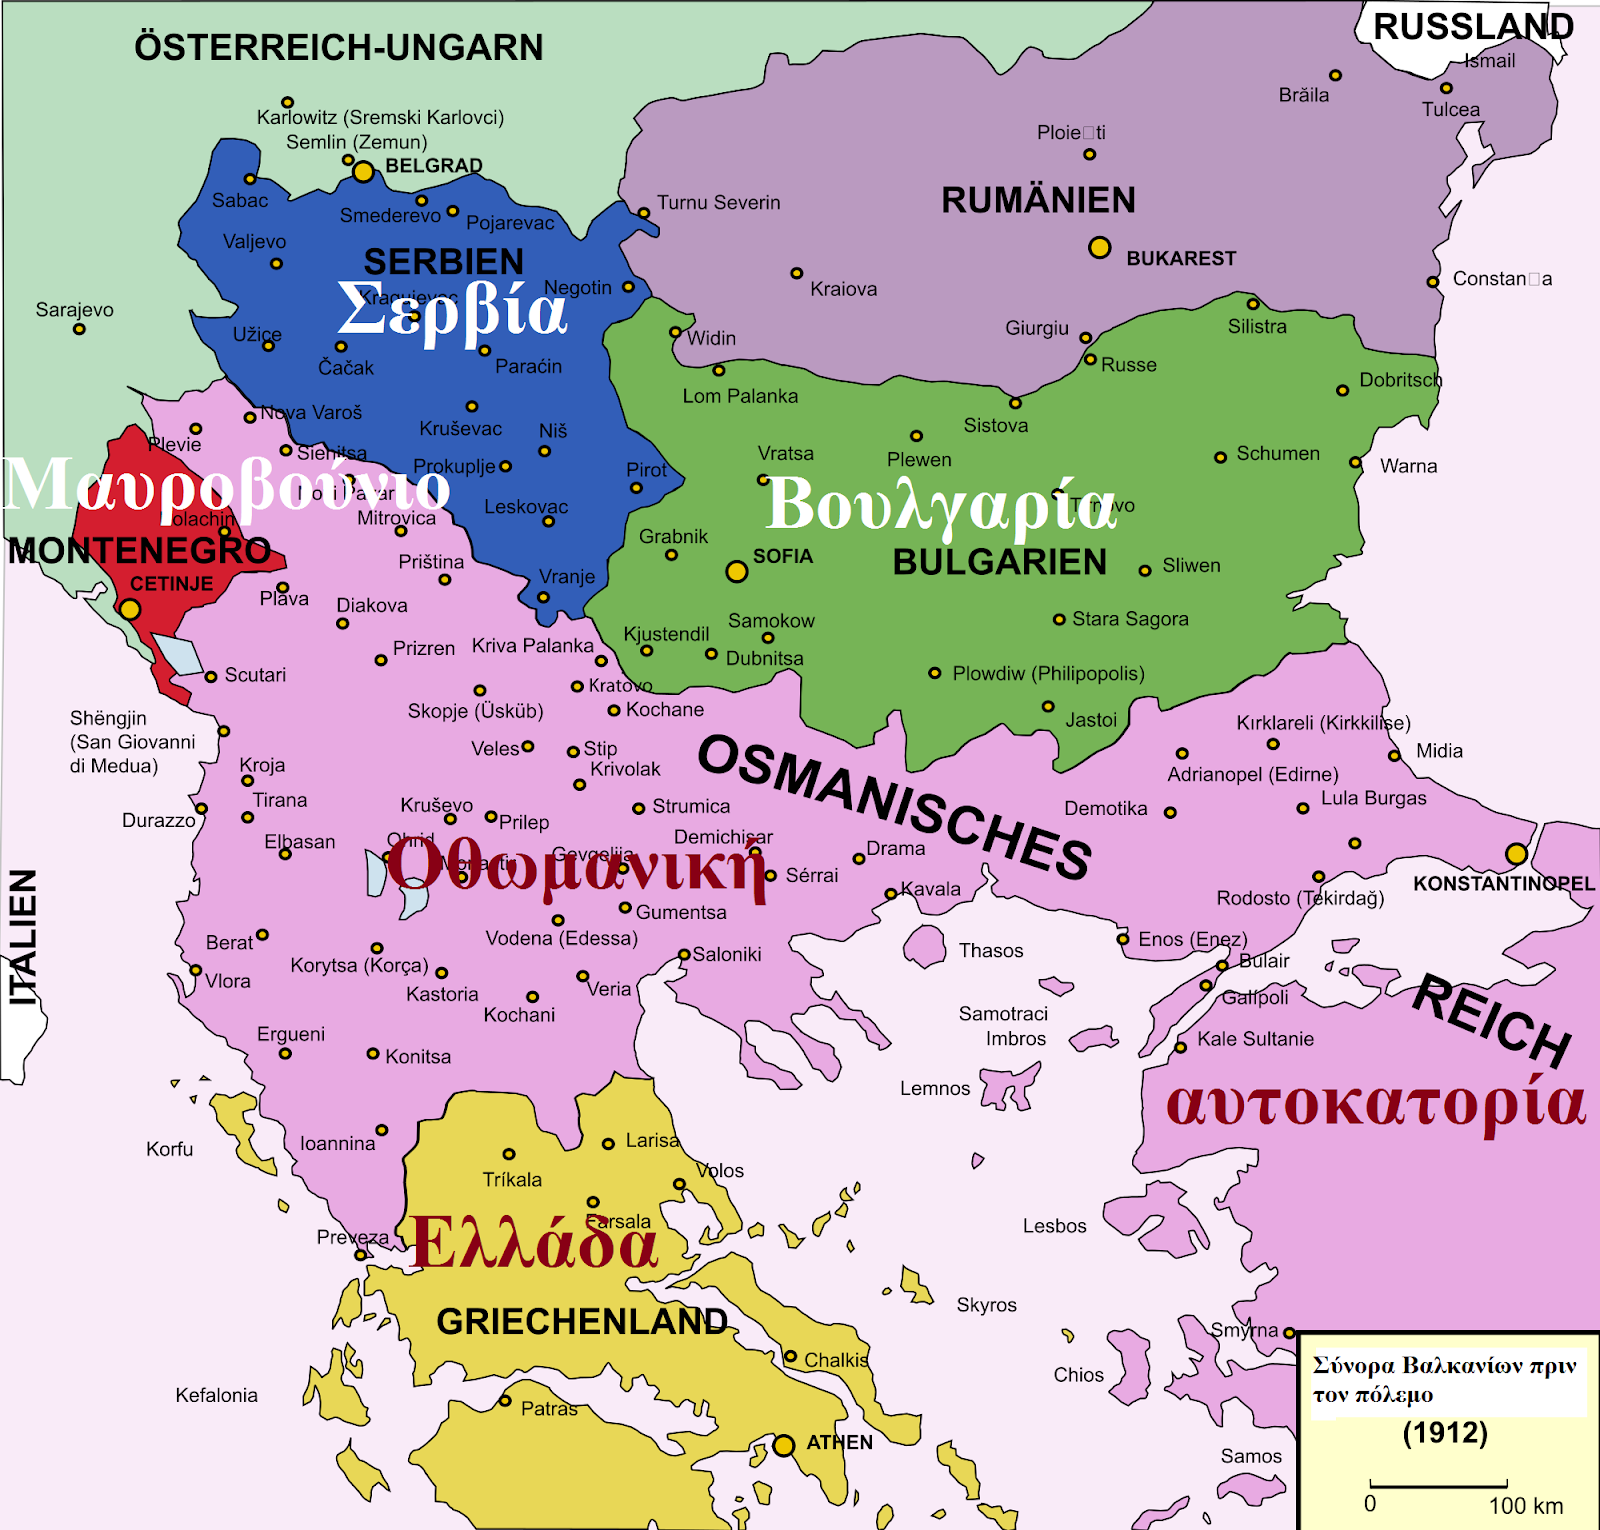 ÖSTERREICH-UNGARN
RUSSLAND
Ismail
Karlowitz (Sremski Karlovci)
Semlin (Zemun)
BELGRAD
Brăila
Tulcea
Ploie□ti
Sabac
Smederevo
Pojarevac
Turnu Severin
RUMÄNIEN
Valjevo
SERBIEN
BUKAREST
Kragujevac
Σερβία
Negotin
Kraiova
Constan□a
Sarajevo
Užice
Čačak
Paraćin
Widin
Giurgiu
Silistra
Russe
Lom Palanka
Dobritsch
Nova Varoš
Kruševac
Niš
Sistova
Plevie
Sienitsa
Prokuplje
Pirot
Vratsa
Plewen
Schumen
Warna
Μαυροβούνιο
Novi Pazar
Mitrovica
Leskovac
Βουλγαρία
MONTENEGRO
CETINJE
Priština
Vranje
Grabnik
SOFIA
BULGARIEN
Sliwen
Plava
Diakova
Prizren
Kriva Palanka
Kjustendil
Samokow
Dubnitsa
Stara Sagora
Scutari
Kratovo
Plowdiw (Philipopolis)
Skopje (Üsküb)
Kochane
Jastoi
Shëngjin
(San Giovanni
di Medua)
Veles
Stip
Krivolak
OSMANISCHES
Kırklareli (Kirkkilise)
Midia
Adrianopel (Edirne)
Kroja
Tirana
Durazzo
Kruševo
Prilep
Strumica
Demotika
Lula Burgas
Elbasan
Ohrid
Οθωμανική
Monastir
Gevgelija
Demichisar
Sérrai
Drama
Kavala
KONSTANTINOPEL
Rodosto (Tekirdağ)
ITALIEN
Gumentsa
Berat
Vodena (Edessa)
Saloniki
Thasos
Enos (Enez)
Bulair
Vlora
Korytsa (Korça)
Kastoria
Veria
Kochani
Galípoli
REICH
Samotraci
Imbros
Ergueni
Konitsa
Kale Sultanie
Lemnos
αυτοκατορία
Korfu
Ioannina
Larisa
Tríkala
Volos
Farsala
Preveza
Ελλάδα
Lesbos
GRIECHENLAND
Skyros
Smyrna
Chalkis
Chios
Kefalonia
Patras
ATHEN
Samos
Σύνορα Βαλκανίων πριν
τον πόλεμο
(1912)
0 100 km